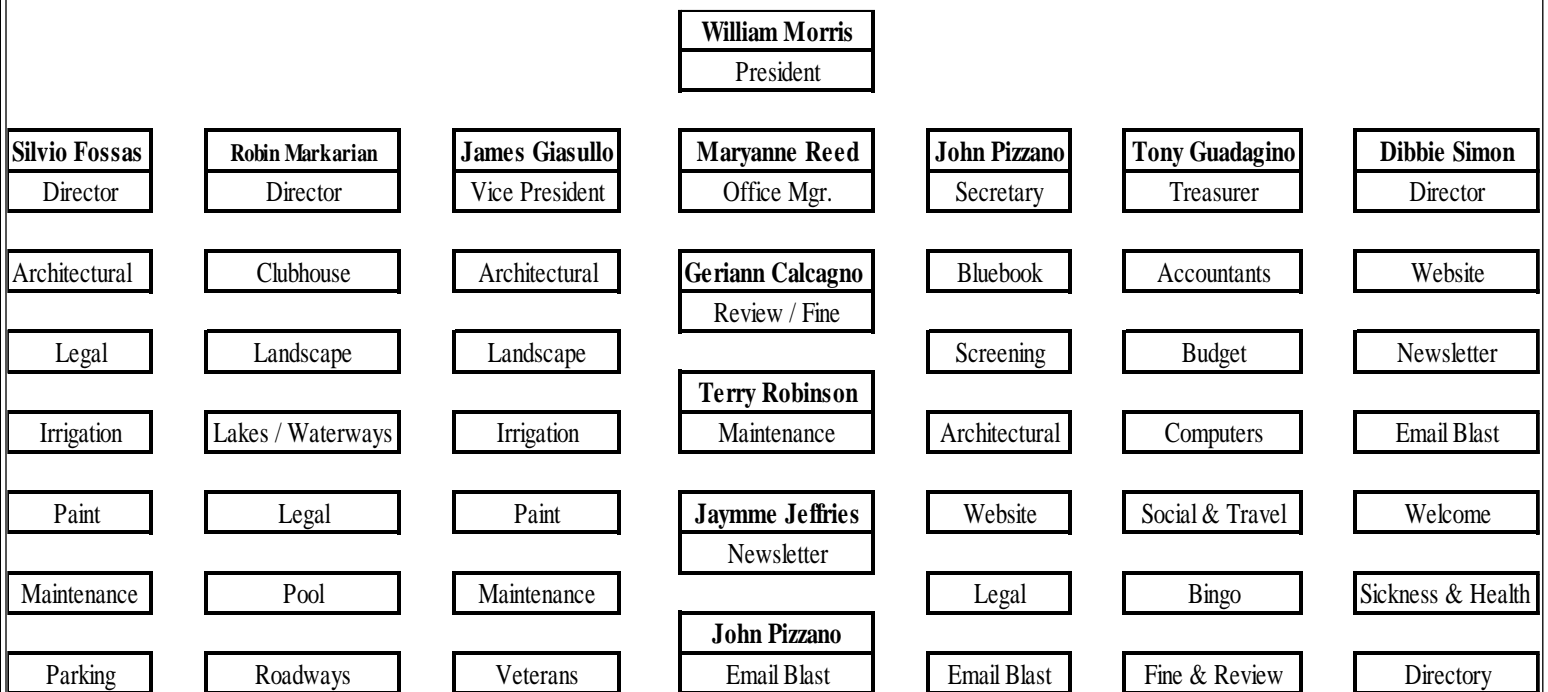 William Morris
President
Silvio Fossas
Director
Robin Markarian
Director
James Giasullo
Vice President
Maryanne Reed
Office Mgr.
John Pizzano
Secretary
Tony Guadagino
Treasurer
Dibbie Simon
Director
Architectural
Legal
Irrigation
Paint
Maintenance
Parking
Clubhouse
Landscape
Lakes / Waterways
Legal
Pool
Roadways
Architectural
Landscape
Irrigation
Paint
Maintenance
Veterans
Geriann Calcagno
Review / Fine
Terry Robinson
Maintenance
Jaymme Jeffries
Newsletter
John Pizzano
Email Blast
Bluebook
Screening
Architectural
Website
Legal
Email Blast
Accountants
Budget
Computers
Social & Travel
Bingo
Fine & Review
Website
Newsletter
Email Blast
Welcome
Sickness & Health
Directory